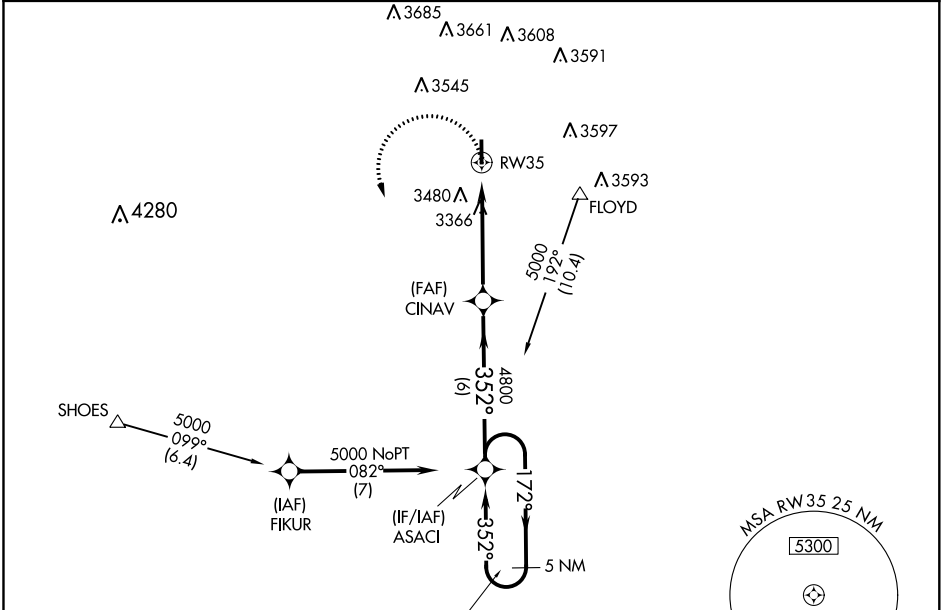 3685
3661
3608
3591
3545
3597
RW35
3593
3480
3366
FLOYD
4280
5000
192°
(10.4)
(FAF)
CINAV
4800
352°
(6)
SHOES
5000
099°
(6.4)
5000 NoPT
082°
(7)
(IAF)
FIKUR
(IF/IAF)
ASACI
172°
352°
5 NM
MSA RW35 25 NM
5300